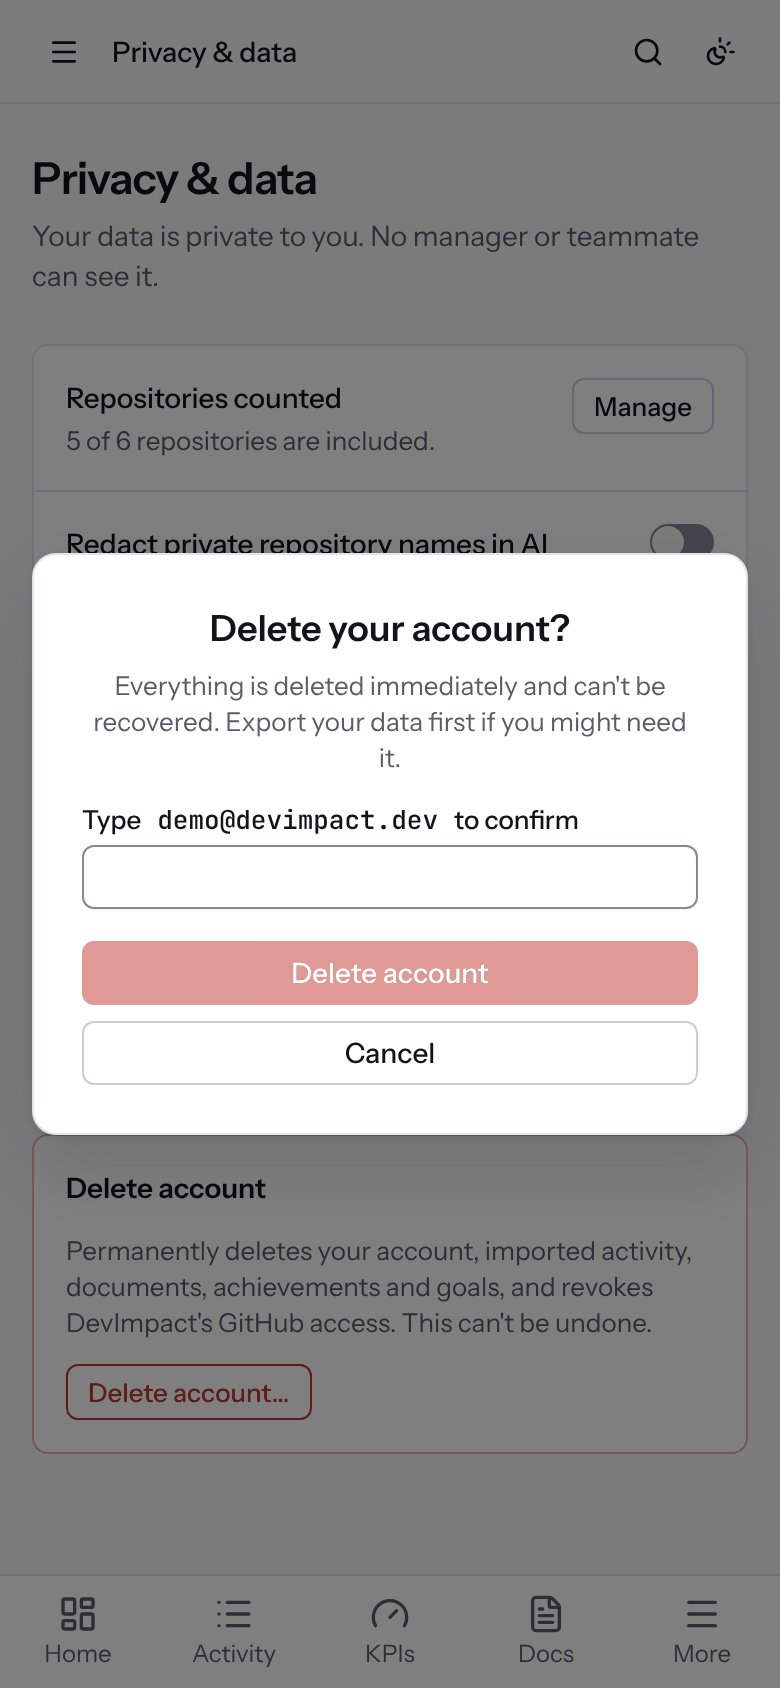 Privacy & data
Privacy & data
Your data is private to you. No manager or teammate
can see it.
Repositories counted
Manage
5 of 6 repositories are included.
Redact private repository names in AI
Delete your account?
Everything is deleted immediately and can't be
recovered. Export your data first if you might need
it.
Type demo@devimpact.dev to confirm
Delete account
Cancel
Delete account
Permanently deletes your account, imported activity,
documents, achievements and goals, and revokes
DevImpact's GitHub access. This can't be undone.
Delete account...
Home Activity KPIs Docs More